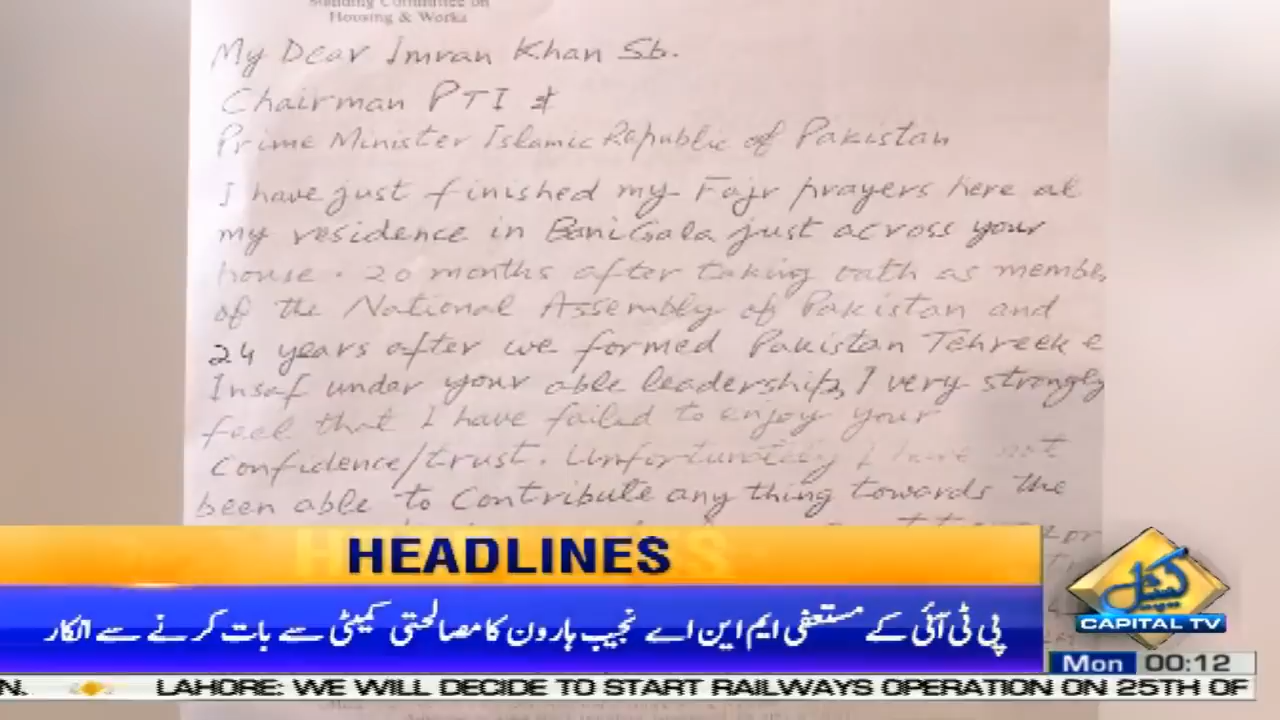 Standing Committee on
Housing & Works
My Dear Imran Khan Sb.
Chairman PTI &
Prime Minister Islamic Republic of Pakistan
I have just finished my Fajr prayers here at
my residence in BaniGala just across your
house. 20 months after taking oath as membe
of the National Assembly of Pakistan and
24 years after we formed Pakistan Tehreek e
Insaf under your able leadership, I very strongly
feel that I have failed to enjoy your
Confidence/trust. Unfortunately I have not
been able to Contribute any thing towards the
HEADLINES
پی ٹی آئی کے مستعفی ایم این اے نجیب ہارون کا مصالحتی کمیٹی سے بات کرنے سے انکار
کیپیٹل
CAPITAL TV
Mon 00:12
N. LAHORE: WE WILL DECIDE TO START RAILWAYS OPERATION ON 25TH OF